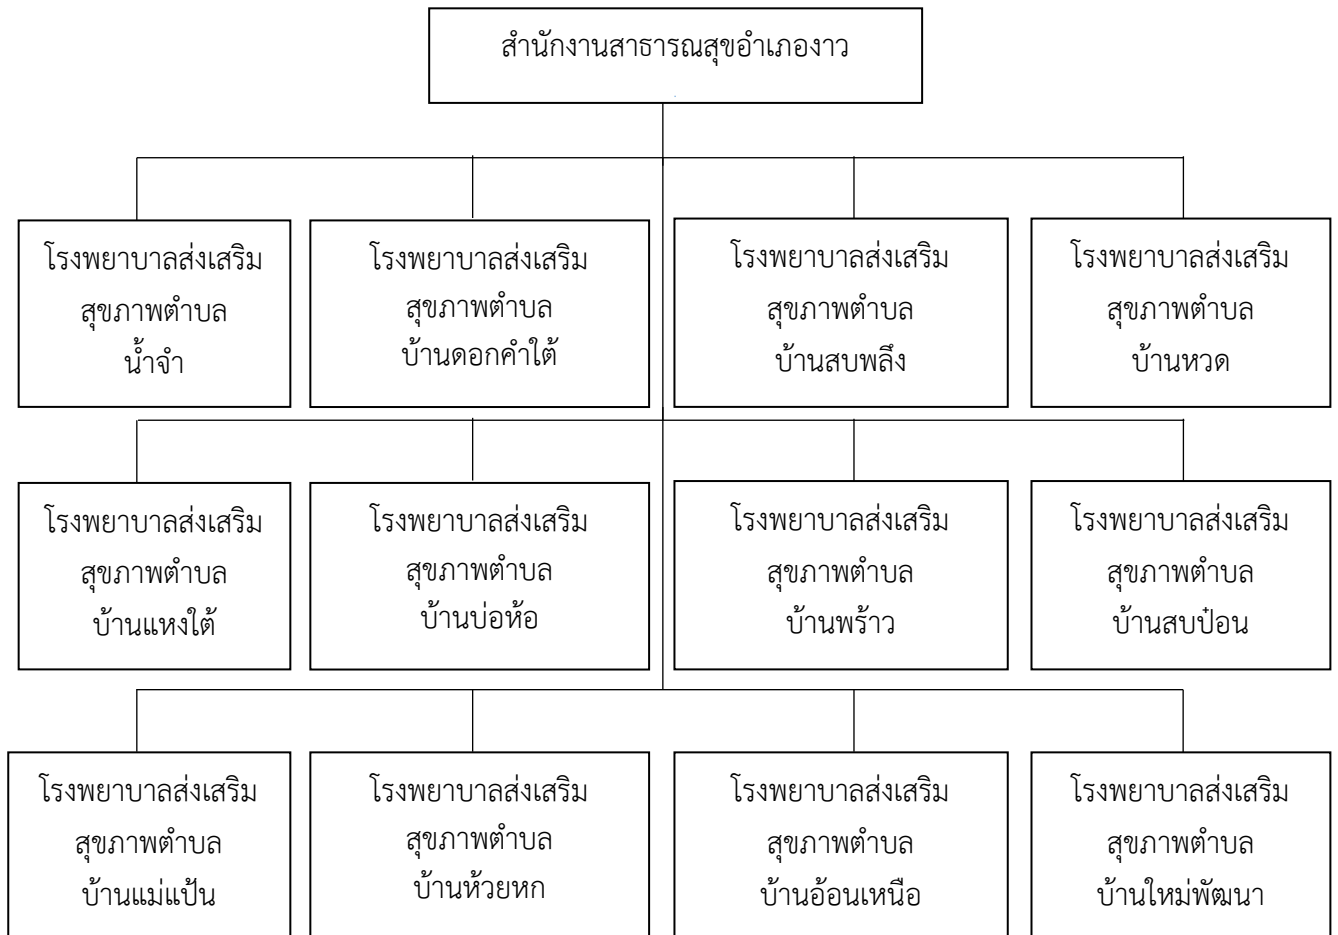 สำนักงานสาธารณสุขอำเภองาว
โรงพยาบาลส่งเสริม
สุขภาพตำบล
น้ำจำ
โรงพยาบาลส่งเสริม
สุขภาพตำบล
บ้านดอกคำใต้
โรงพยาบาลส่งเสริม
สุขภาพตำบล
บ้านสบพลึง
โรงพยาบาลส่งเสริม
สุขภาพตำบล
บ้านหวด
โรงพยาบาลส่งเสริม
สุขภาพตำบล
บ้านแหงใต้
โรงพยาบาลส่งเสริม
สุขภาพตำบล
บ้านบ่อห้อ
โรงพยาบาลส่งเสริม
สุขภาพตำบล
บ้านพร้าว
โรงพยาบาลส่งเสริม
สุขภาพตำบล
บ้านสบป๋อน
โรงพยาบาลส่งเสริม
สุขภาพตำบล
บ้านแม่แป้น
โรงพยาบาลส่งเสริม
สุขภาพตำบล
บ้านห้วยหก
โรงพยาบาลส่งเสริม
สุขภาพตำบล
บ้านอ้อนเหนือ
โรงพยาบาลส่งเสริม
สุขภาพตำบล
บ้านใหม่พัฒนา